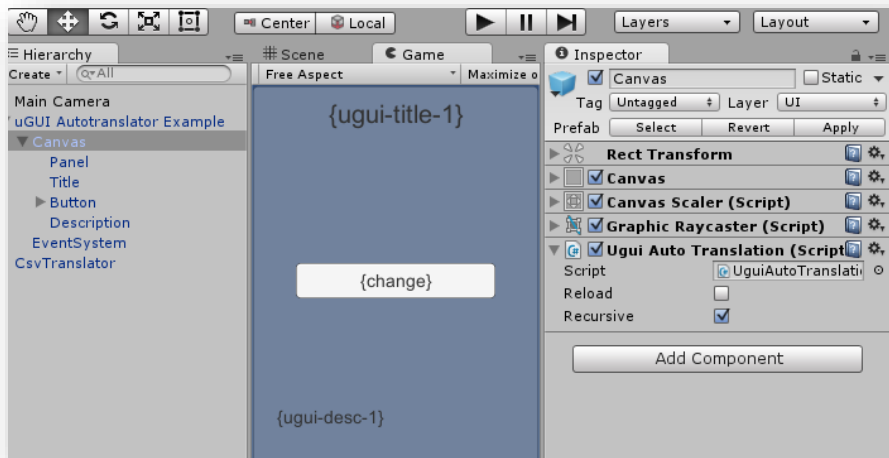 Center Local Layers Layout
Hierarchy
Create All
Main Camera
uGUI Autotranslator Example
Canvas
Panel
Title
Button
Description
EventSystem
CsvTranslator
Scene Game
Free Aspect Maximize o
{ugui-title-1}
{change}
{ugui-desc-1}
Inspector
Canvas Static
Tag Untagged Layer UI
Prefab Select Revert Apply
Rect Transform
Canvas
Canvas Scaler (Script)
Graphic Raycaster (Script)
Ugui Auto Translation (Script
Script UguiAutoTranslati
Reload
Recursive
Add Component